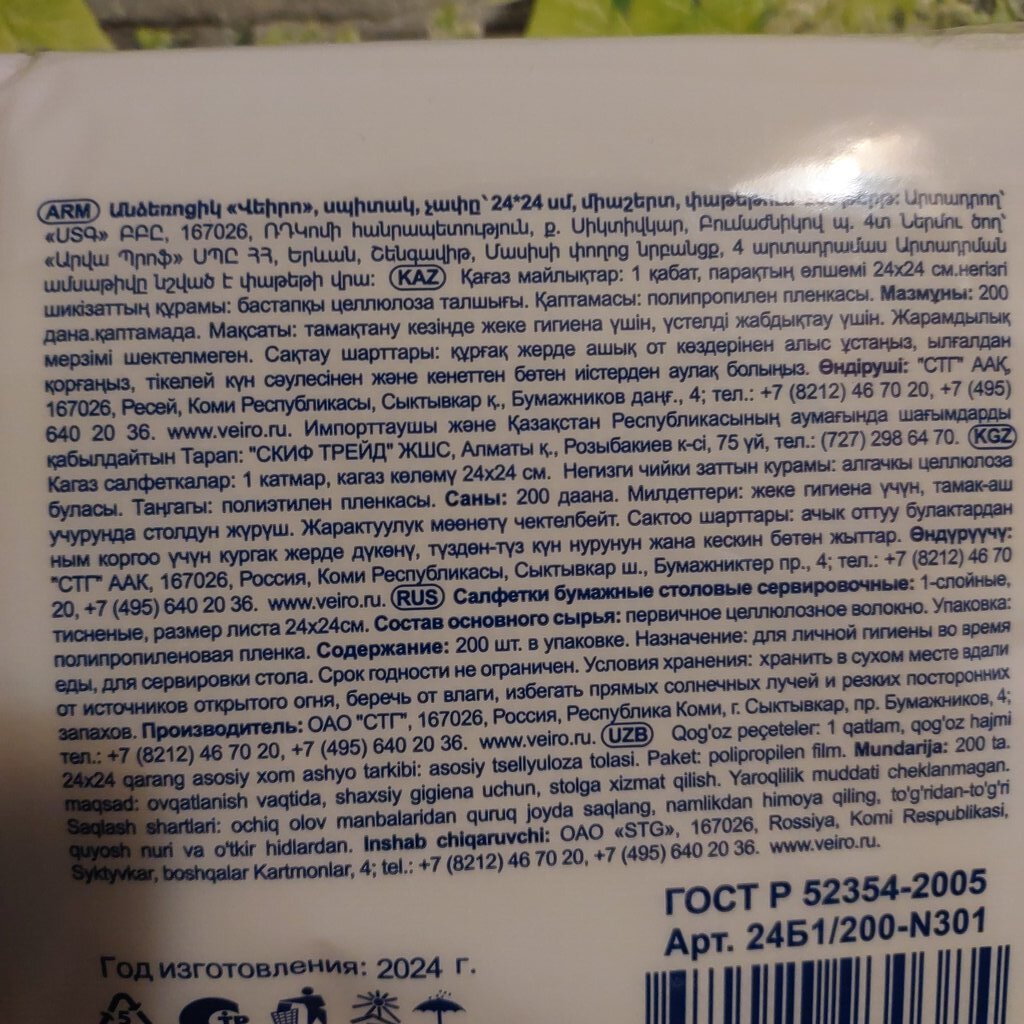 ARM Անձեռոցիկ «Վեիրո», սպիտակ, չափը՝ 24*24 սմ, միաշերտ, Արտադրող՝
«ՍՏԳ» ԲԲԸ, 167026, ՌԴԿոմի հանրապետություն, ք. Սիկտիվկար, Բումաժնիկով պ. 4տ Ներմու ծող՝
«Արվա Պրոֆ» ՍՊԸ ՀՀ, Երևան, Շենգավիթ, Մասիսի փողոց նրբանցք, 4 արտադրամաս Արտադրման
ամսաթիվը նշված է փաթեթի վրա: KAZ Қағаз майлықтар: 1 қабат, парақтың өлшемі 24х24 см.негізгі
шикізаттың құрамы: бастапқы целлюлоза талшығы. Қаптамасы: полипропилен пленкасы. Мазмұны: 200
дана.қаптамада. Мақсаты: тамақтану кезінде жеке гигиена үшін, үстелді жабдықтау үшін. Жарамдылық
мерзімі шектелмеген. Сақтау шарттары: құрғақ жерде ашық от көздерінен алыс ұстаңыз, ылғалдан
қорғаңыз, тікелей күн сәулесінен және кенеттен бөтен иістерден аулақ болыңыз. Өндіруші: "СТГ" ААҚ,
167026, Ресей, Коми Республикасы, Сыктывкар қ., Бумажников даңғ., 4; тел.: +7 (8212) 46 70 20, +7 (495)
640 20 36. www.veiro.ru. Импорттаушы және Қазақстан Республикасының аумағында шағымдарды
қабылдайтын Тарап: "СКИФ ТРЕЙД" ЖШС, Алматы қ., Розыбакиев к-сі, 75 үй, тел.: (727) 298 64 70. KGZ
Кагаз салфеткалар: 1 катмар, кагаз көлөмү 24х24 см. Негизги чийки заттын курамы: алгачкы целлюлоза
буласы. Таңгагы: полиэтилен пленкасы. Саны: 200 даана. Милдеттери: жеке гигиена үчүн, тамак-аш
учурунда столдун жүрүш. Жарактуулук мөөнөтү чектелбейт. Сактоо шарттары: ачык оттуу булактардан
ным коргоо үчүн кургак жерде дүкөнү, түздөн-түз күн нурунун жана кескин бөтөн жыттар. Өндүрүүчү:
"СТГ" ААК, 167026, Россия, Коми Республикасы, Сыктывкар ш., Бумажниктер пр., 4; тел.: +7 (8212) 46 70
20, +7 (495) 640 20 36. www.veiro.ru. RUS Салфетки бумажные столовые сервировочные: 1-слойные,
тисненые, размер листа 24х24см. Состав основного сырья: первичное целлюлозное волокно. Упаковка:
полипропиленовая пленка. Содержание: 200 шт. в упаковке. Назначение: для личной гигиены во время
еды, для сервировки стола. Срок годности не ограничен. Условия хранения: хранить в сухом месте вдали
от источников открытого огня, беречь от влаги, избегать прямых солнечных лучей и резких посторонних
запахов. Производитель: ОАО "СТГ", 167026, Россия, Республика Коми, г. Сыктывкар, пр. Бумажников, 4;
тел.: +7 (8212) 46 70 20, +7 (495) 640 20 36. www.veiro.ru. UZB Qog'oz peçeteler: 1 qatlam, qog'oz hajmi
24x24 qarang asosiy xom ashyo tarkibi: asosiy tsellyuloza tolasi. Paket: polipropilen film. Mundarija: 200 ta.
maqsad: ovqatlanish vaqtida, shaxsiy gigiena uchun, stolga xizmat qilish. Yaroqlilik muddati cheklanmagan.
Saqlash shartlari: ochiq olov manbalaridan quruq joyda saqlang, namlikdan himoya qiling, to'g'ridan-to'g'ri
quyosh nuri va o'tkir hidlardan. Inshab chiqaruvchi: OAO «STG», 167026, Rossiya, Komi Respublikasi,
Syktyvkar, boshqalar Kartmonlar, 4; tel.: +7 (8212) 46 70 20, +7 (495) 640 20 36. www.veiro.ru.
ГОСТ Р 52354-2005
Арт. 24Б1/200-N301
Год изготовления: 2024 г.
5